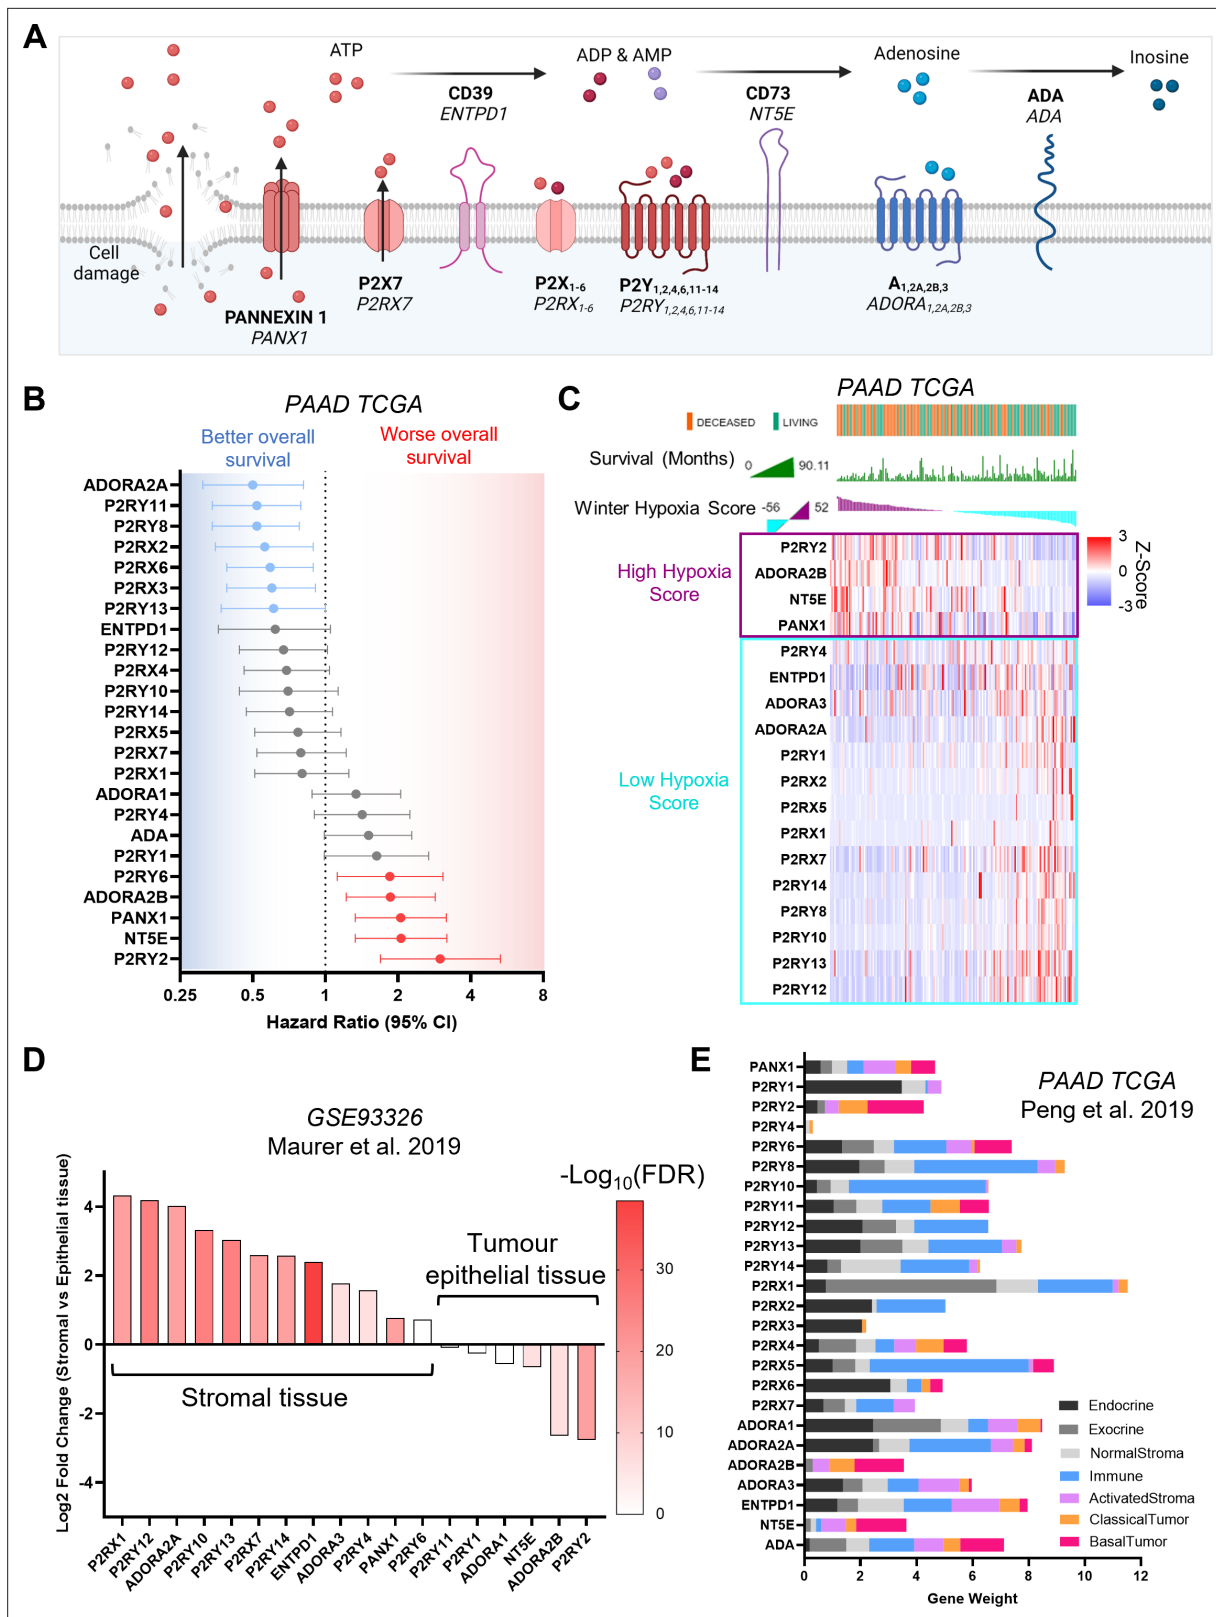 A
ATP
ADP & AMP
Adenosine
Inosine
CD39
ENTPD1
CD73
NT5E
ADA
ADA
Cell
damage
PANNEXIN 1
PANX1
P2X7
P2RX7
P2X1-6
P2RX1-6
P2Y1,2,4,6,11-14
P2RY1,2,4,6,11-14
A1,2A,2B,3
ADORA1,2A,2B,3
B
PAAD TCGA
Better overall
survival
Worse overall
survival
ADORA2A
P2RY11
P2RY8
P2RX2
P2RX6
P2RX3
P2RY13
ENTPD1
P2RY12
P2RX4
P2RY10
P2RY14
P2RX5
P2RX7
P2RX1
ADORA1
P2RY4
ADA
P2RY1
P2RY6
ADORA2B
PANX1
NT5E
P2RY2
0.25 0.5 1 2 4 8
Hazard Ratio (95% CI)
C
PAAD TCGA
DECEASED LIVING
Survival (Months) 0 90.11
Winter Hypoxia Score -56 52
High Hypoxia
Score
P2RY2
ADORA2B
NT5E
PANX1
3
0
-3
Z-Score
Low Hypoxia
Score
P2RY4
ENTPD1
ADORA3
ADORA2A
P2RY1
P2RX2
P2RX5
P2RX1
P2RX7
P2RY14
P2RY8
P2RY10
P2RY13
P2RY12
D
GSE93326
Maurer et al. 2019
Log2 Fold Change (Stromal vs Epithelial tissue)
4
2
0
-2
-4
Stromal tissue
Tumour
epithelial tissue
-Log10(FDR)
30
20
10
0
P2RX1 P2RY12 ADORA2A P2RY10 P2RY13 P2RX7 P2RY14 ENTPD1 ADORA3 P2RY4 PANX1 P2RY6 P2RY11 P2RY1 ADORA1 NT5E ADORA2B P2RY2
E
PAAD TCGA
Peng et al. 2019
PANX1
P2RY1
P2RY2
P2RY4
P2RY6
P2RY8
P2RY10
P2RY11
P2RY12
P2RY13
P2RY14
P2RX1
P2RX2
P2RX3
P2RX4
P2RX5
P2RX6
P2RX7
ADORA1
ADORA2A
ADORA2B
ADORA3
ENTPD1
NT5E
ADA
Endocrine
Exocrine
NormalStroma
Immune
ActivatedStroma
ClassicalTumor
BasalTumor
0 2 4 6 8 10 12
Gene Weight